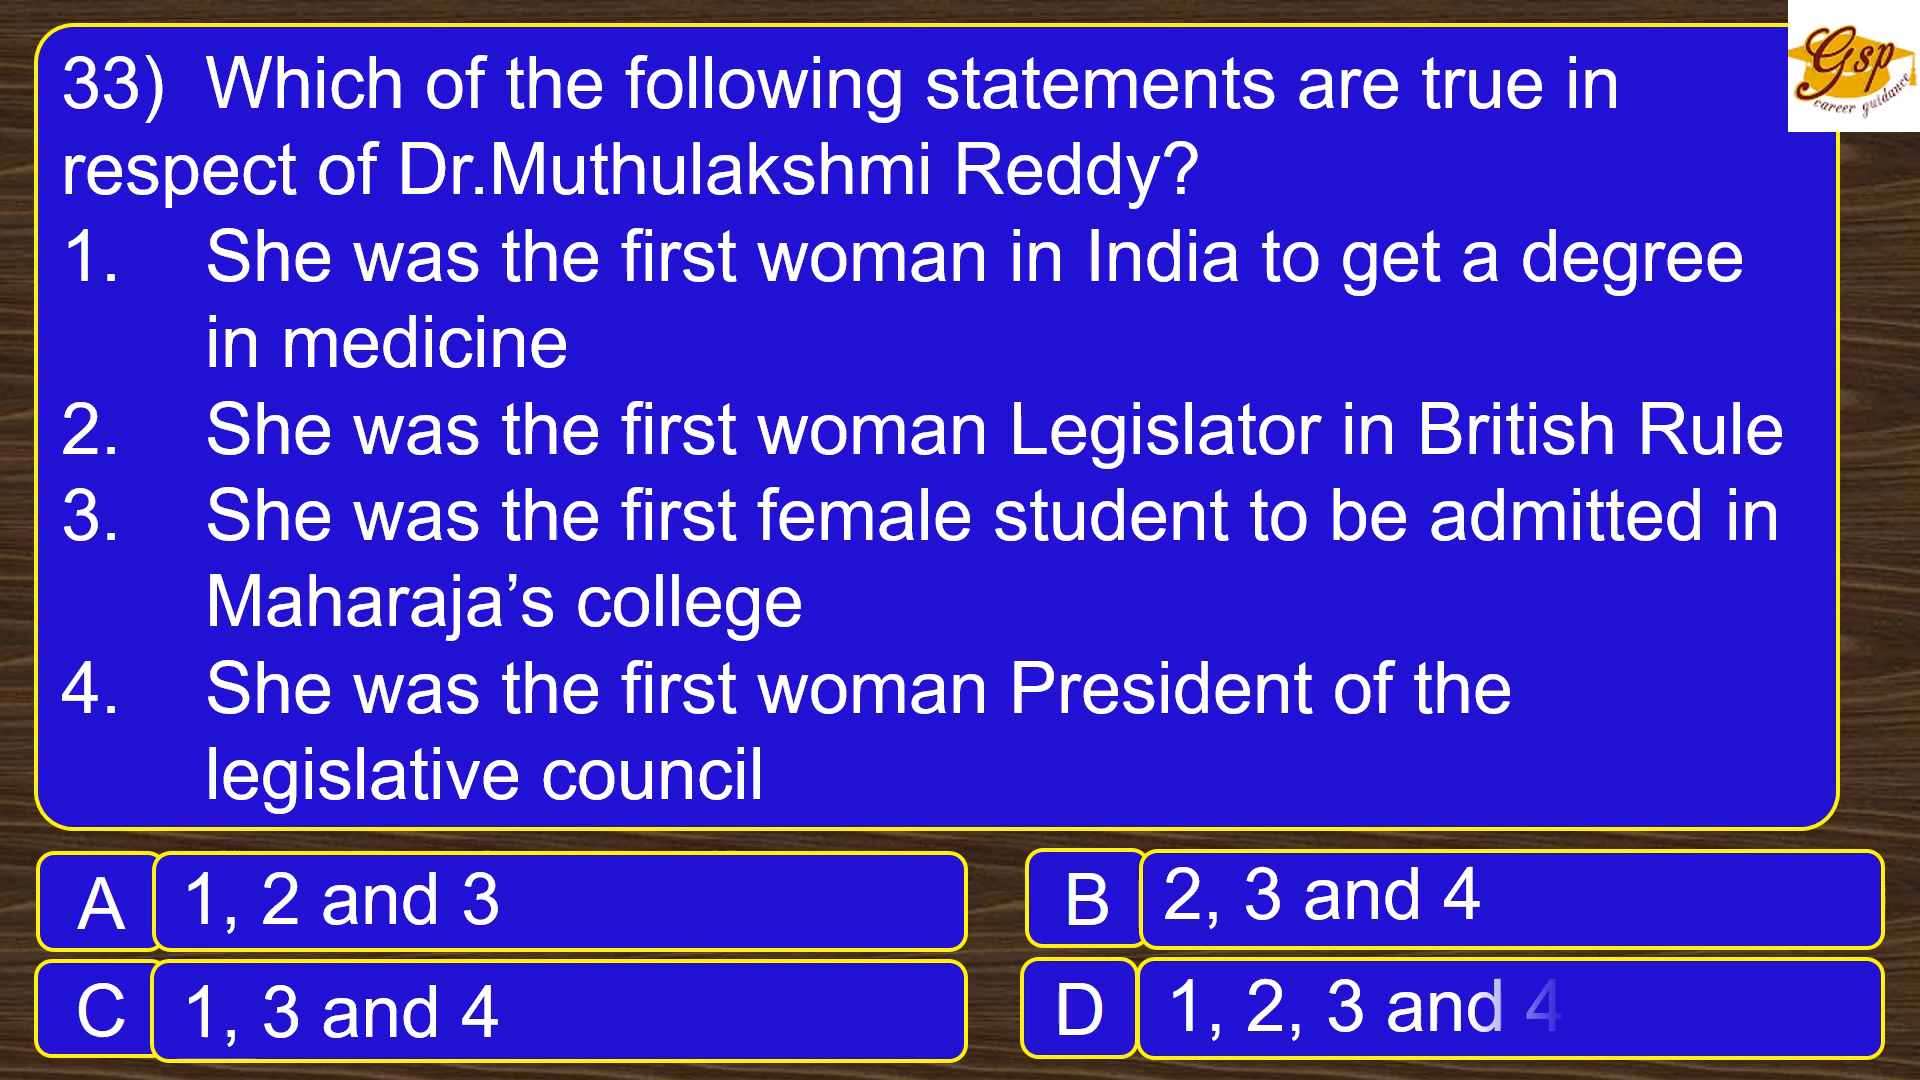 33) Which of the following statements are true in
respect of Dr.Muthulakshmi Reddy?
1. She was the first woman in India to get a degree
in medicine
2. She was the first woman Legislator in British Rule
3. She was the first female student to be admitted in
Maharaja’s college
4. She was the first woman President of the
legislative council
A 1, 2 and 3
B 2, 3 and 4
C 1, 3 and 4
D 1, 2, 3 and 4
Gsp
career guidance